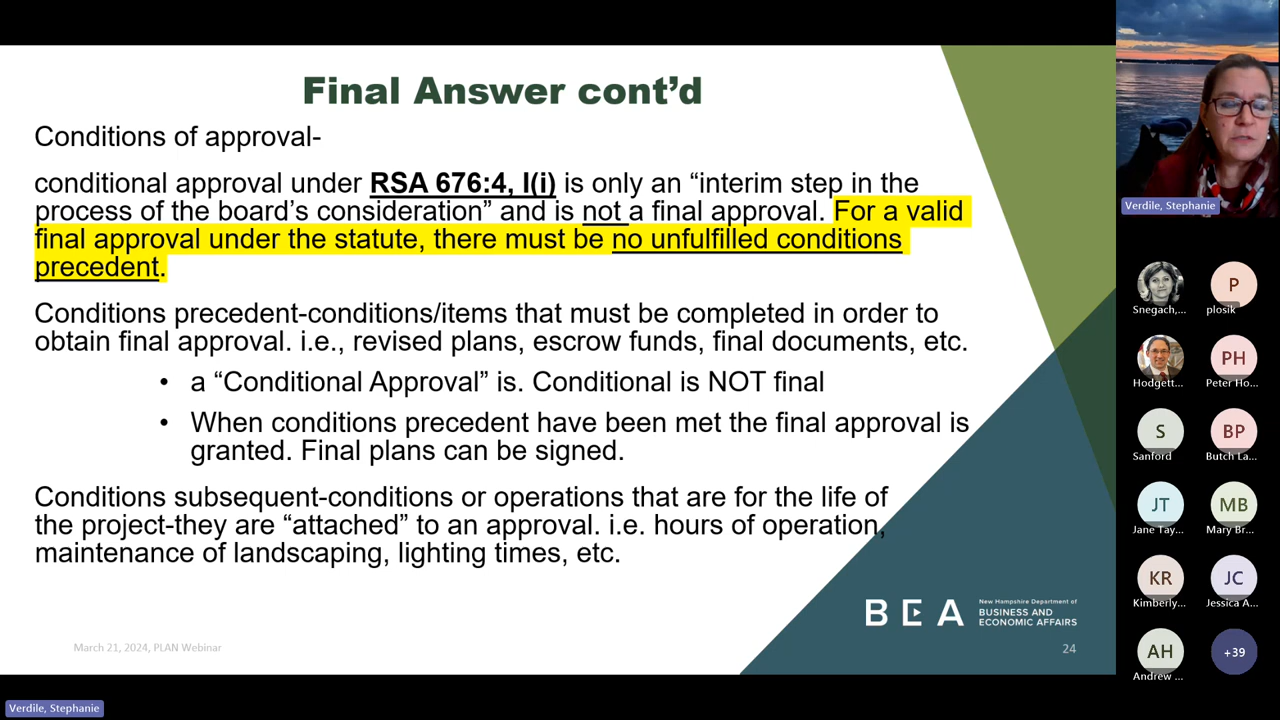 Final Answer cont’d
Conditions of approval-
conditional approval under RSA 676:4, I(i) is only an “interim step in the
process of the board’s consideration” and is not a final approval. For a valid
final approval under the statute, there must be no unfulfilled conditions
precedent.
Conditions precedent-conditions/items that must be completed in order to
obtain final approval. i.e., revised plans, escrow funds, final documents, etc.
• a “Conditional Approval” is. Conditional is NOT final
• When conditions precedent have been met the final approval is
granted. Final plans can be signed.
Conditions subsequent-conditions or operations that are for the life of
the project-they are “attached” to an approval. i.e. hours of operation,
maintenance of landscaping, lighting times, etc.
BEA
New Hampshire Department of
BUSINESS AND
ECONOMIC AFFAIRS
March 21, 2024, PLAN Webinar
24
Verdile, Stephanie
Snegach,...
P
plosik
Hodgett...
PH
Peter Ho...
S
Sanford
BP
Butch La...
JT
Jane Tay...
MB
Mary Br...
KR
Kimberly...
JC
Jessica A...
AH
Andrew ...
+39
Verdile, Stephanie